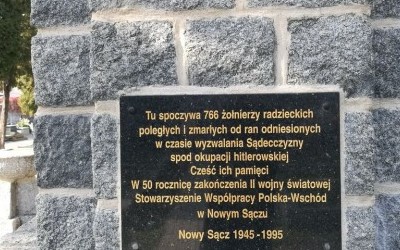 Tu spoczywa 766 żołnierzy radzieckich
poległych i zmarłych od ran odniesionych
w czasie wyzwalania Sądecczyzny
spod okupacji hitlerowskiej
Cześć ich pamięci
W 50 rocznicę zakończenia II wojny światowej
Stowarzyszenie Współpracy Polska-Wschód
w Nowym Sączu
Nowy Sącz 1945 -1995